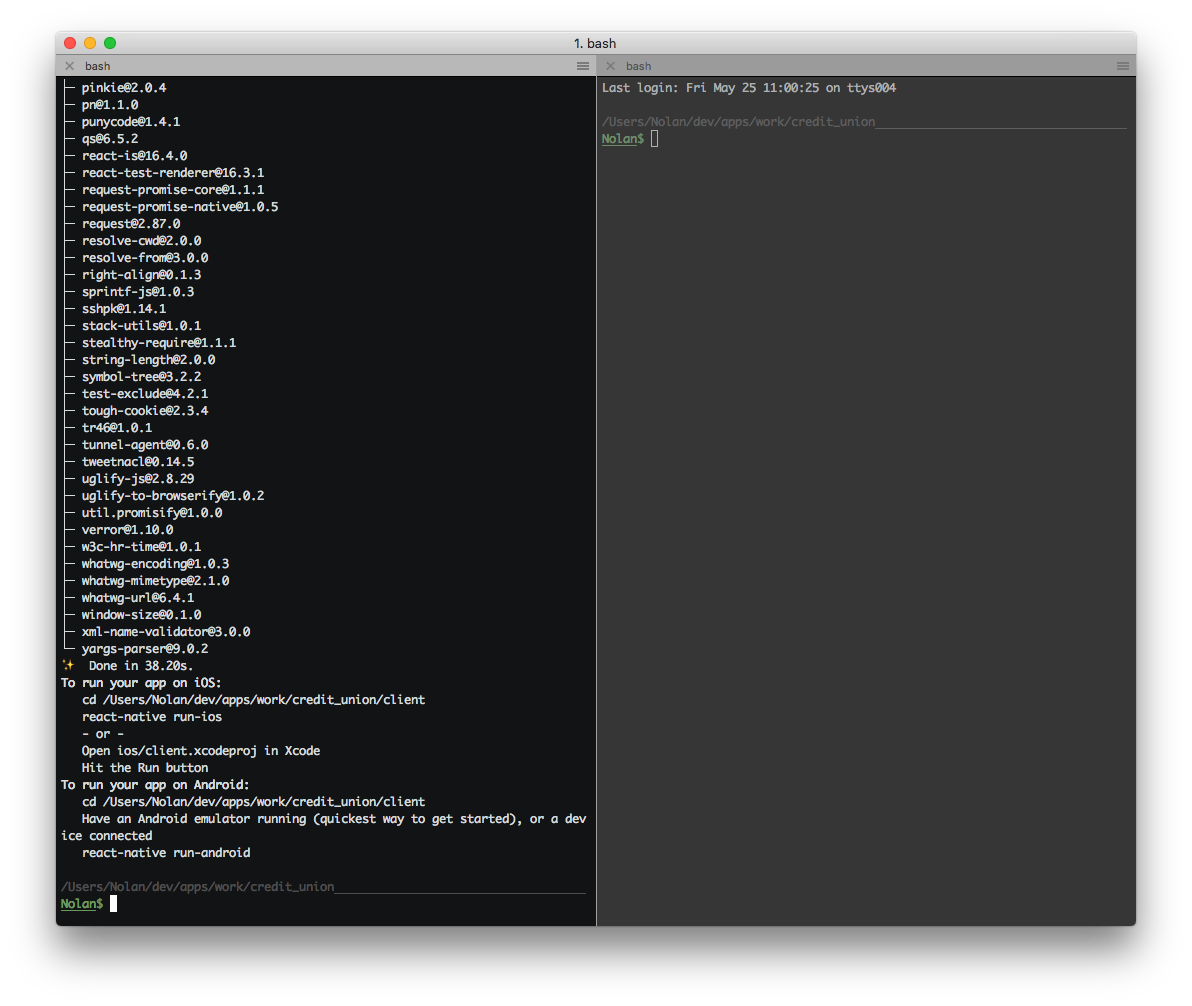 1. bash
bash
├─ pinkie@2.0.4
├─ pn@1.1.0
├─ punycode@1.4.1
├─ qs@6.5.2
├─ react-is@16.4.0
├─ react-test-renderer@16.3.1
├─ request-promise-core@1.1.1
├─ request-promise-native@1.0.5
├─ request@2.87.0
├─ resolve-cwd@2.0.0
├─ resolve-from@3.0.0
├─ right-align@0.1.3
├─ sprintf-js@1.0.3
├─ sshpk@1.14.1
├─ stack-utils@1.0.1
├─ stealthy-require@1.1.1
├─ string-length@2.0.0
├─ symbol-tree@3.2.2
├─ test-exclude@4.2.1
├─ tough-cookie@2.3.4
├─ tr46@1.0.1
├─ tunnel-agent@0.6.0
├─ tweetnacl@0.14.5
├─ uglify-js@2.8.29
├─ uglify-to-browserify@1.0.2
├─ util.promisify@1.0.0
├─ verror@1.10.0
├─ w3c-hr-time@1.0.1
├─ whatwg-encoding@1.0.3
├─ whatwg-mimetype@2.1.0
├─ whatwg-url@6.4.1
├─ window-size@0.1.0
├─ xml-name-validator@3.0.0
└─ yargs-parser@9.0.2
✨ Done in 38.20s.
To run your app on iOS:
cd /Users/Nolan/dev/apps/work/credit_union/client
react-native run-ios
- or -
Open ios/client.xcodeproj in Xcode
Hit the Run button
To run your app on Android:
cd /Users/Nolan/dev/apps/work/credit_union/client
Have an Android emulator running (quickest way to get started), or a dev
ice connected
react-native run-android
/Users/Nolan/dev/apps/work/credit_union
Nolan$
bash
Last login: Fri May 25 11:00:25 on ttys004
/Users/Nolan/dev/apps/work/credit_union
Nolan$